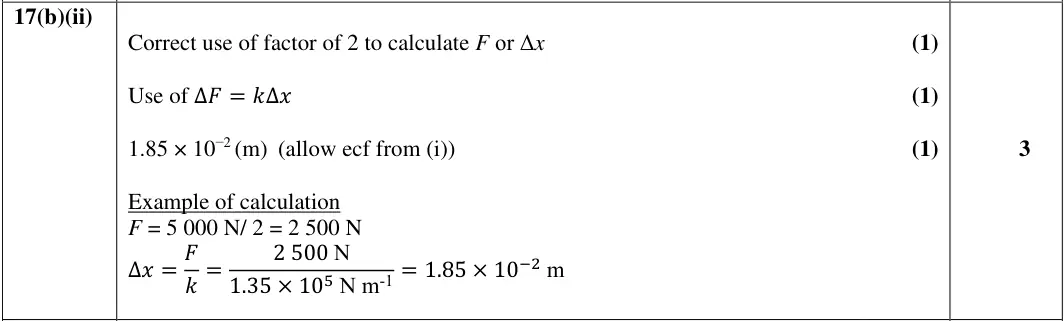 17(b)(ii)
Correct use of factor of 2 to calculate F or Δx (1)
Use of ΔF = kΔx (1)
1.85 × 10⁻² (m) (allow ecf from (i)) (1) 3
Example of calculation
F = 5 000 N/ 2 = 2 500 N
Δx = F/k = 2 500 N / 1.35 × 10⁵ N m⁻¹ = 1.85 × 10⁻² m